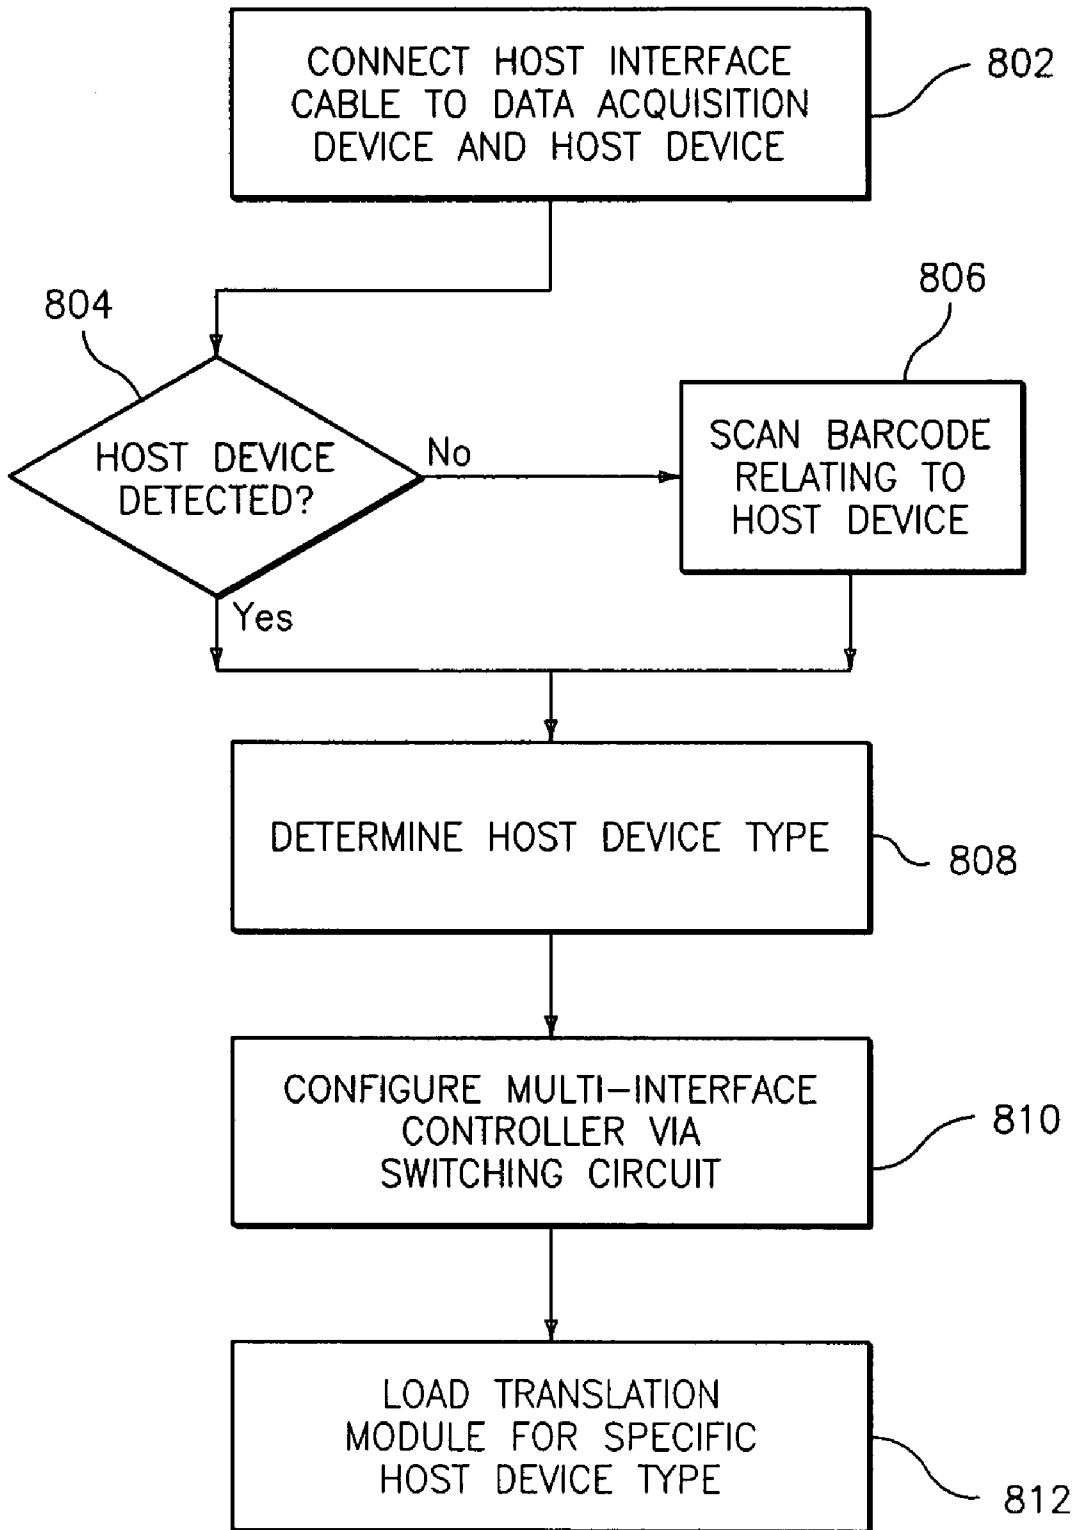 CONNECT HOST INTERFACE
CABLE TO DATA ACQUISITION
DEVICE AND HOST DEVICE
802
804
HOST DEVICE
DETECTED?
No
Yes
806
SCAN BARCODE
RELATING TO
HOST DEVICE
DETERMINE HOST DEVICE TYPE
808
CONFIGURE MULTI-INTERFACE
CONTROLLER VIA
SWITCHING CIRCUIT
810
LOAD TRANSLATION
MODULE FOR SPECIFIC
HOST DEVICE TYPE
812